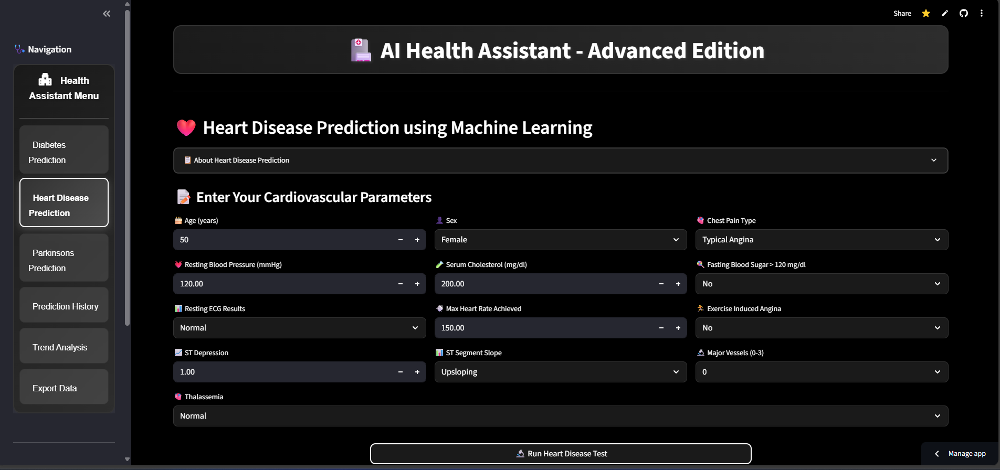 Share
Navigation
Health
Assistant Menu
Diabetes
Prediction
Heart Disease
Prediction
Parkinsons
Prediction
Prediction History
Trend Analysis
Export Data
AI Health Assistant - Advanced Edition
Heart Disease Prediction using Machine Learning
About Heart Disease Prediction
Enter Your Cardiovascular Parameters
Age (years)
50
Sex
Female
Chest Pain Type
Typical Angina
Resting Blood Pressure (mmHg)
120.00
Serum Cholesterol (mg/dl)
200.00
Fasting Blood Sugar > 120 mg/dl
No
Resting ECG Results
Normal
Max Heart Rate Achieved
150.00
Exercise Induced Angina
No
ST Depression
1.00
ST Segment Slope
Upsloping
Major Vessels (0-3)
0
Thalassemia
Normal
Run Heart Disease Test
Manage app